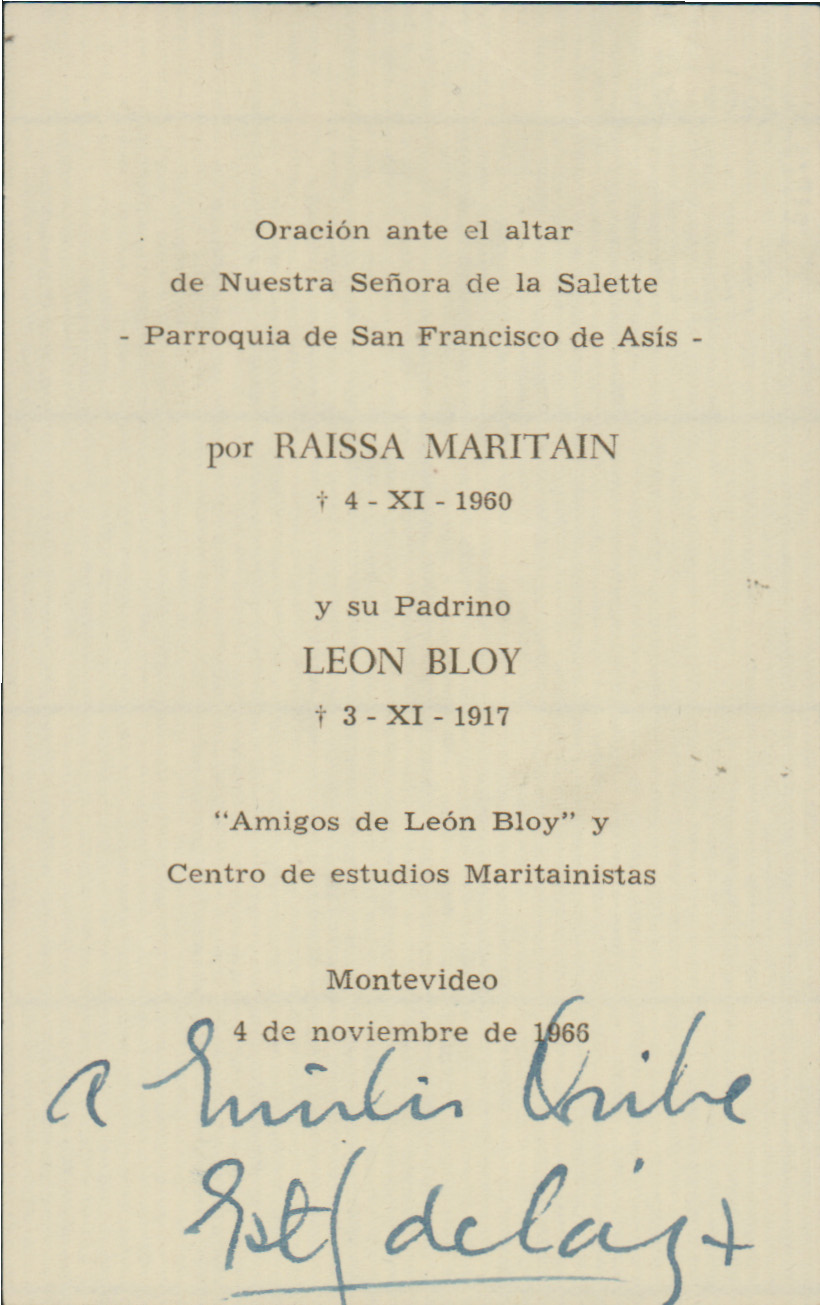 Oración ante el altar
de Nuestra Señora de la Salette
- Parroquia de San Francisco de Asís -
por RAISSA MARITAIN
† 4 - XI - 1960
y su Padrino
LEON BLOY
† 3 - XI - 1917
“Amigos de León Bloy” y
Centro de estudios Maritainistas
Montevideo
4 de noviembre de 1966
a Emilio Oribe